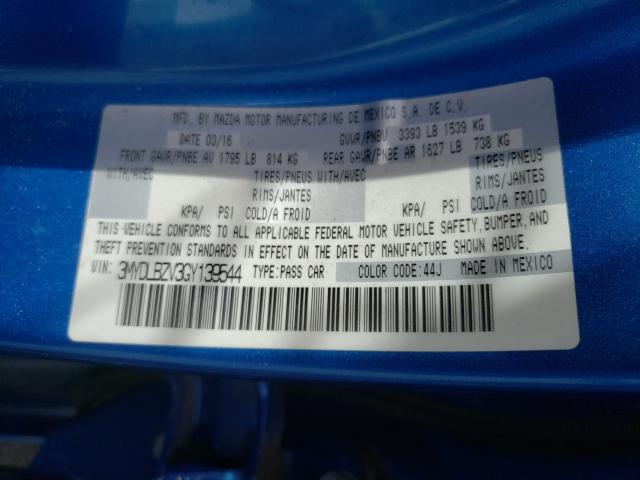 MFD. BY MAZDA MOTOR MANUFACTURING DE MEXICO S.A. DE C.V.
DATE 03/16 GVWR/PNBV 3393 LB 1539 KG
FRONT GAWR/PNBE AV 1795 LB 814 KG REAR GAWR/PNBE AR 1627 LB 738 KG
WITH/AVEC TIRES/PNEUS WITH/AVEC TIRES/PNEUS
RIMS/JANTES RIMS/JANTES
KPA/ PSI COLD/A FROID KPA/ PSI COLD/A FROID
THIS VEHICLE CONFORMS TO ALL APPLICABLE FEDERAL MOTOR VEHICLE SAFETY, BUMPER, AND
THEFT PREVENTION STANDARDS IN EFFECT ON THE DATE OF MANUFACTURE SHOWN ABOVE.
VIN: 3MYDLBZV3GY139544 TYPE:PASS CAR COLOR CODE:44J MADE IN MEXICO